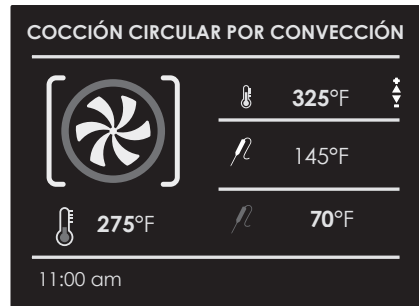 COCCIÓN CIRCULAR POR CONVECCIÓN
325°F
145°F
275°F
70°F
11:00 am